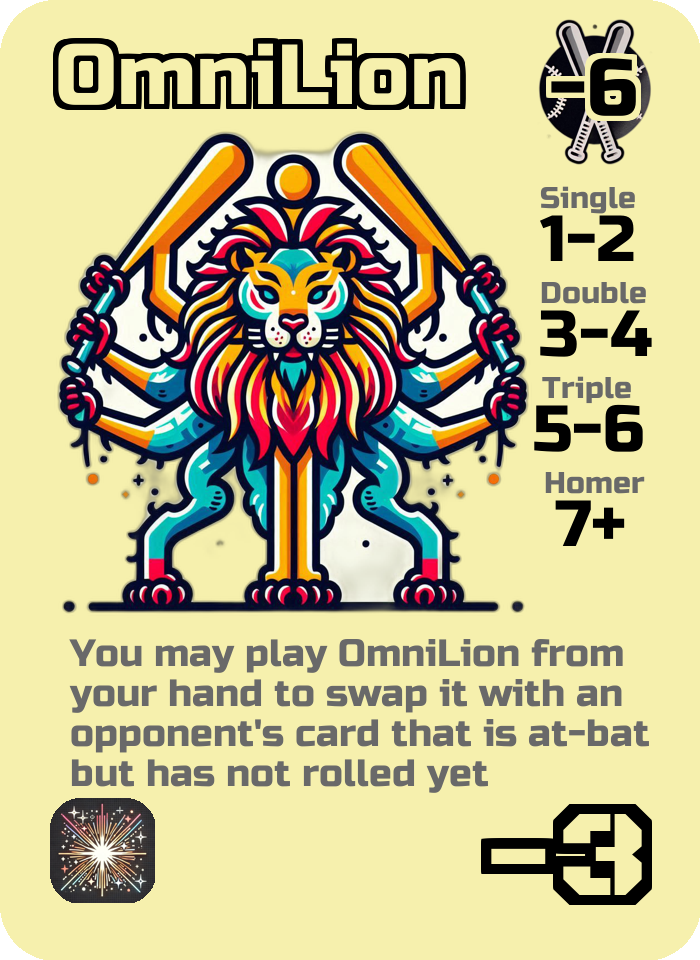 OmniLion
-6
Single
1-2
Double
3-4
Triple
5-6
Homer
7+
You may play OmniLion from
your hand to swap it with an
opponent's card that is at-bat
but has not rolled yet
-3